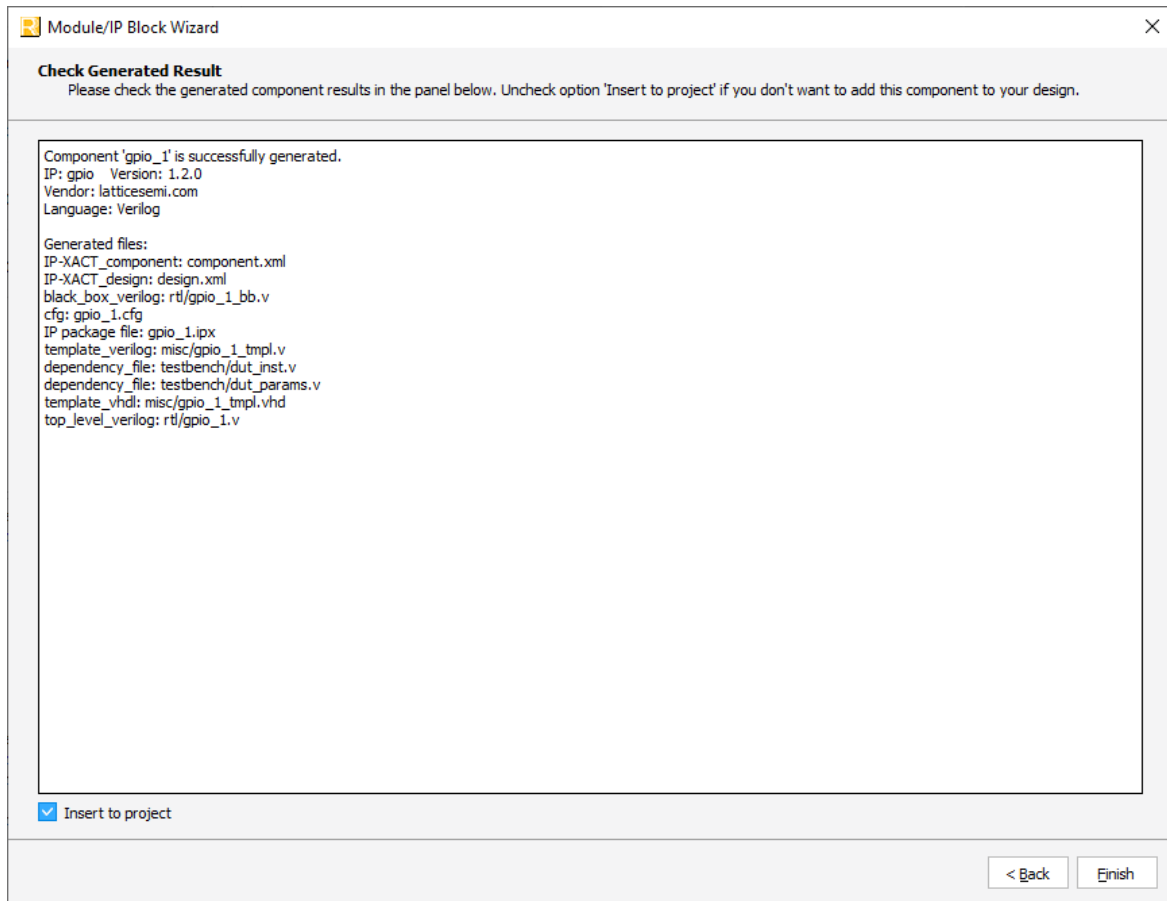 Module/IP Block Wizard
Check Generated Result
Please check the generated component results in the panel below. Uncheck option 'Insert to project' if you don't want to add this component to your design.
Component 'gpio_1' is successfully generated.
IP: gpio Version: 1.2.0
Vendor: latticesemi.com
Language: Verilog
Generated files:
IP-XACT_component: component.xml
IP-XACT_design: design.xml
black_box_verilog: rtl/gpio_1_bb.v
cfg: gpio_1.cfg
IP package file: gpio_1.ipx
template_verilog: misc/gpio_1_tmpl.v
dependency_file: testbench/dut_inst.v
dependency_file: testbench/dut_params.v
template_vhdl: misc/gpio_1_tmpl.vhd
top_level_verilog: rtl/gpio_1.v
Insert to project
< Back
Finish